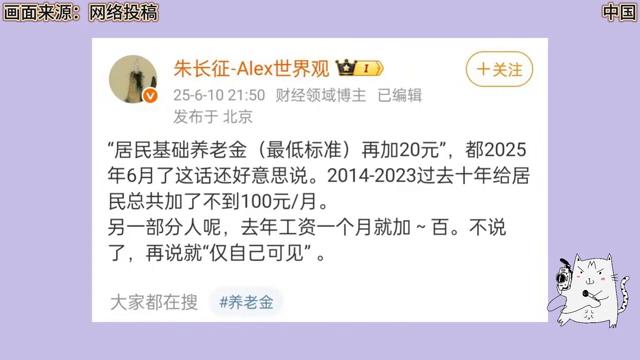 画面来源：网络投稿
中国
朱长征-Alex世界观
I
+关注
25-6-10 21:50 财经领域博主 已编辑
发布于 北京
“居民基础养老金（最低标准）再加20元”，都2025
年6月了这话还好意思说。2014-2023过去十年给居
民总共加了不到100元/月。
另一部分人呢，去年工资一个月就加 ~ 百。不说
了，再说就“仅自己可见” 。
大家都在搜 #养老金